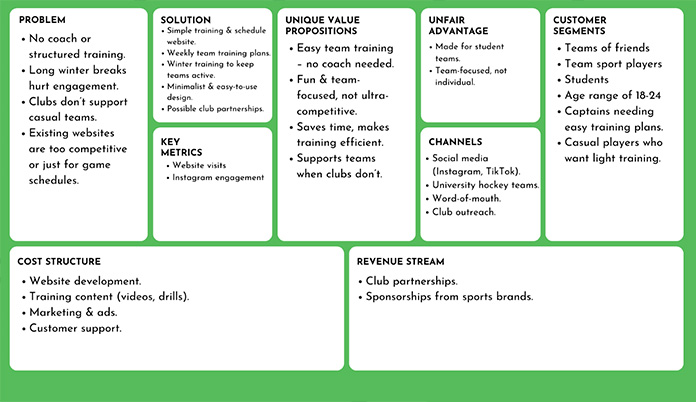 PROBLEM
• No coach or
structured training.
• Long winter breaks
hurt engagement.
• Clubs don't support
casual teams.
• Existing websites
are too competitive
or just for game
schedules.
SOLUTION
• Simple training & schedule
website.
• Weekly team training plans.
• Winter training to keep
teams active.
• Minimalist & easy-to-use
design.
• Possible club partnerships.
KEY
METRICS
• Website visits
• Instagram engagement
UNIQUE VALUE
PROPOSITIONS
• Easy team training
– no coach needed.
• Fun & team-
focused, not ultra-
competitive.
• Saves time, makes
training efficient.
• Supports teams
when clubs don't.
UNFAIR
ADVANTAGE
• Made for student
teams.
• Team-focused, not
individual.
CHANNELS
• Social media
(Instagram, TikTok).
• University hockey teams.
• Word-of-mouth.
• Club outreach.
CUSTOMER
SEGMENTS
• Teams of friends
• Team sport players
• Students
• Age range of 18-24
• Captains needing
easy training plans.
• Casual players who
want light training.
COST STRUCTURE
• Website development.
• Training content (videos, drills).
• Marketing & ads.
• Customer support.
REVENUE STREAM
• Club partnerships.
• Sponsorships from sports brands.